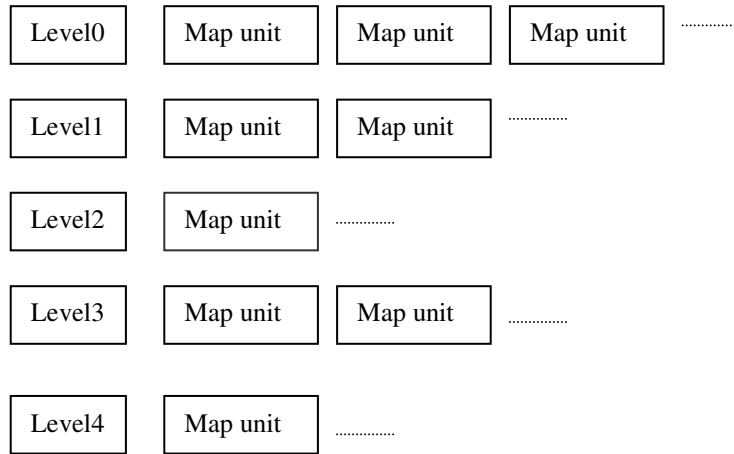 Level0 Map unit Map unit Map unit ..............
Level1 Map unit Map unit ................
Level2 Map unit ................
Level3 Map unit Map unit ................
Level4 Map unit ................